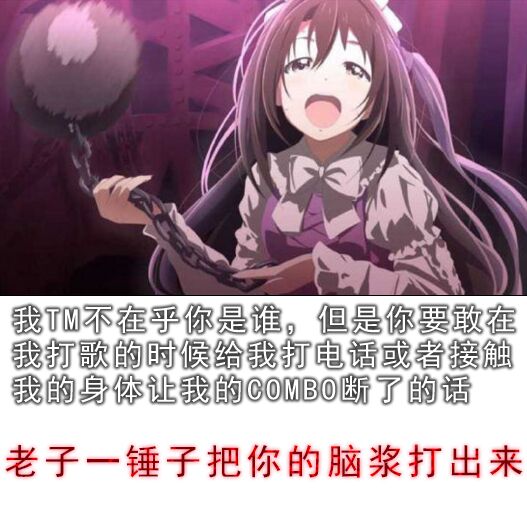 我TM不在乎你是谁，但是你要敢在
我打歌的时候给我打电话或者接触
我的身体让我的COMBO断了的话
老子一锤子把你的脑浆打出来